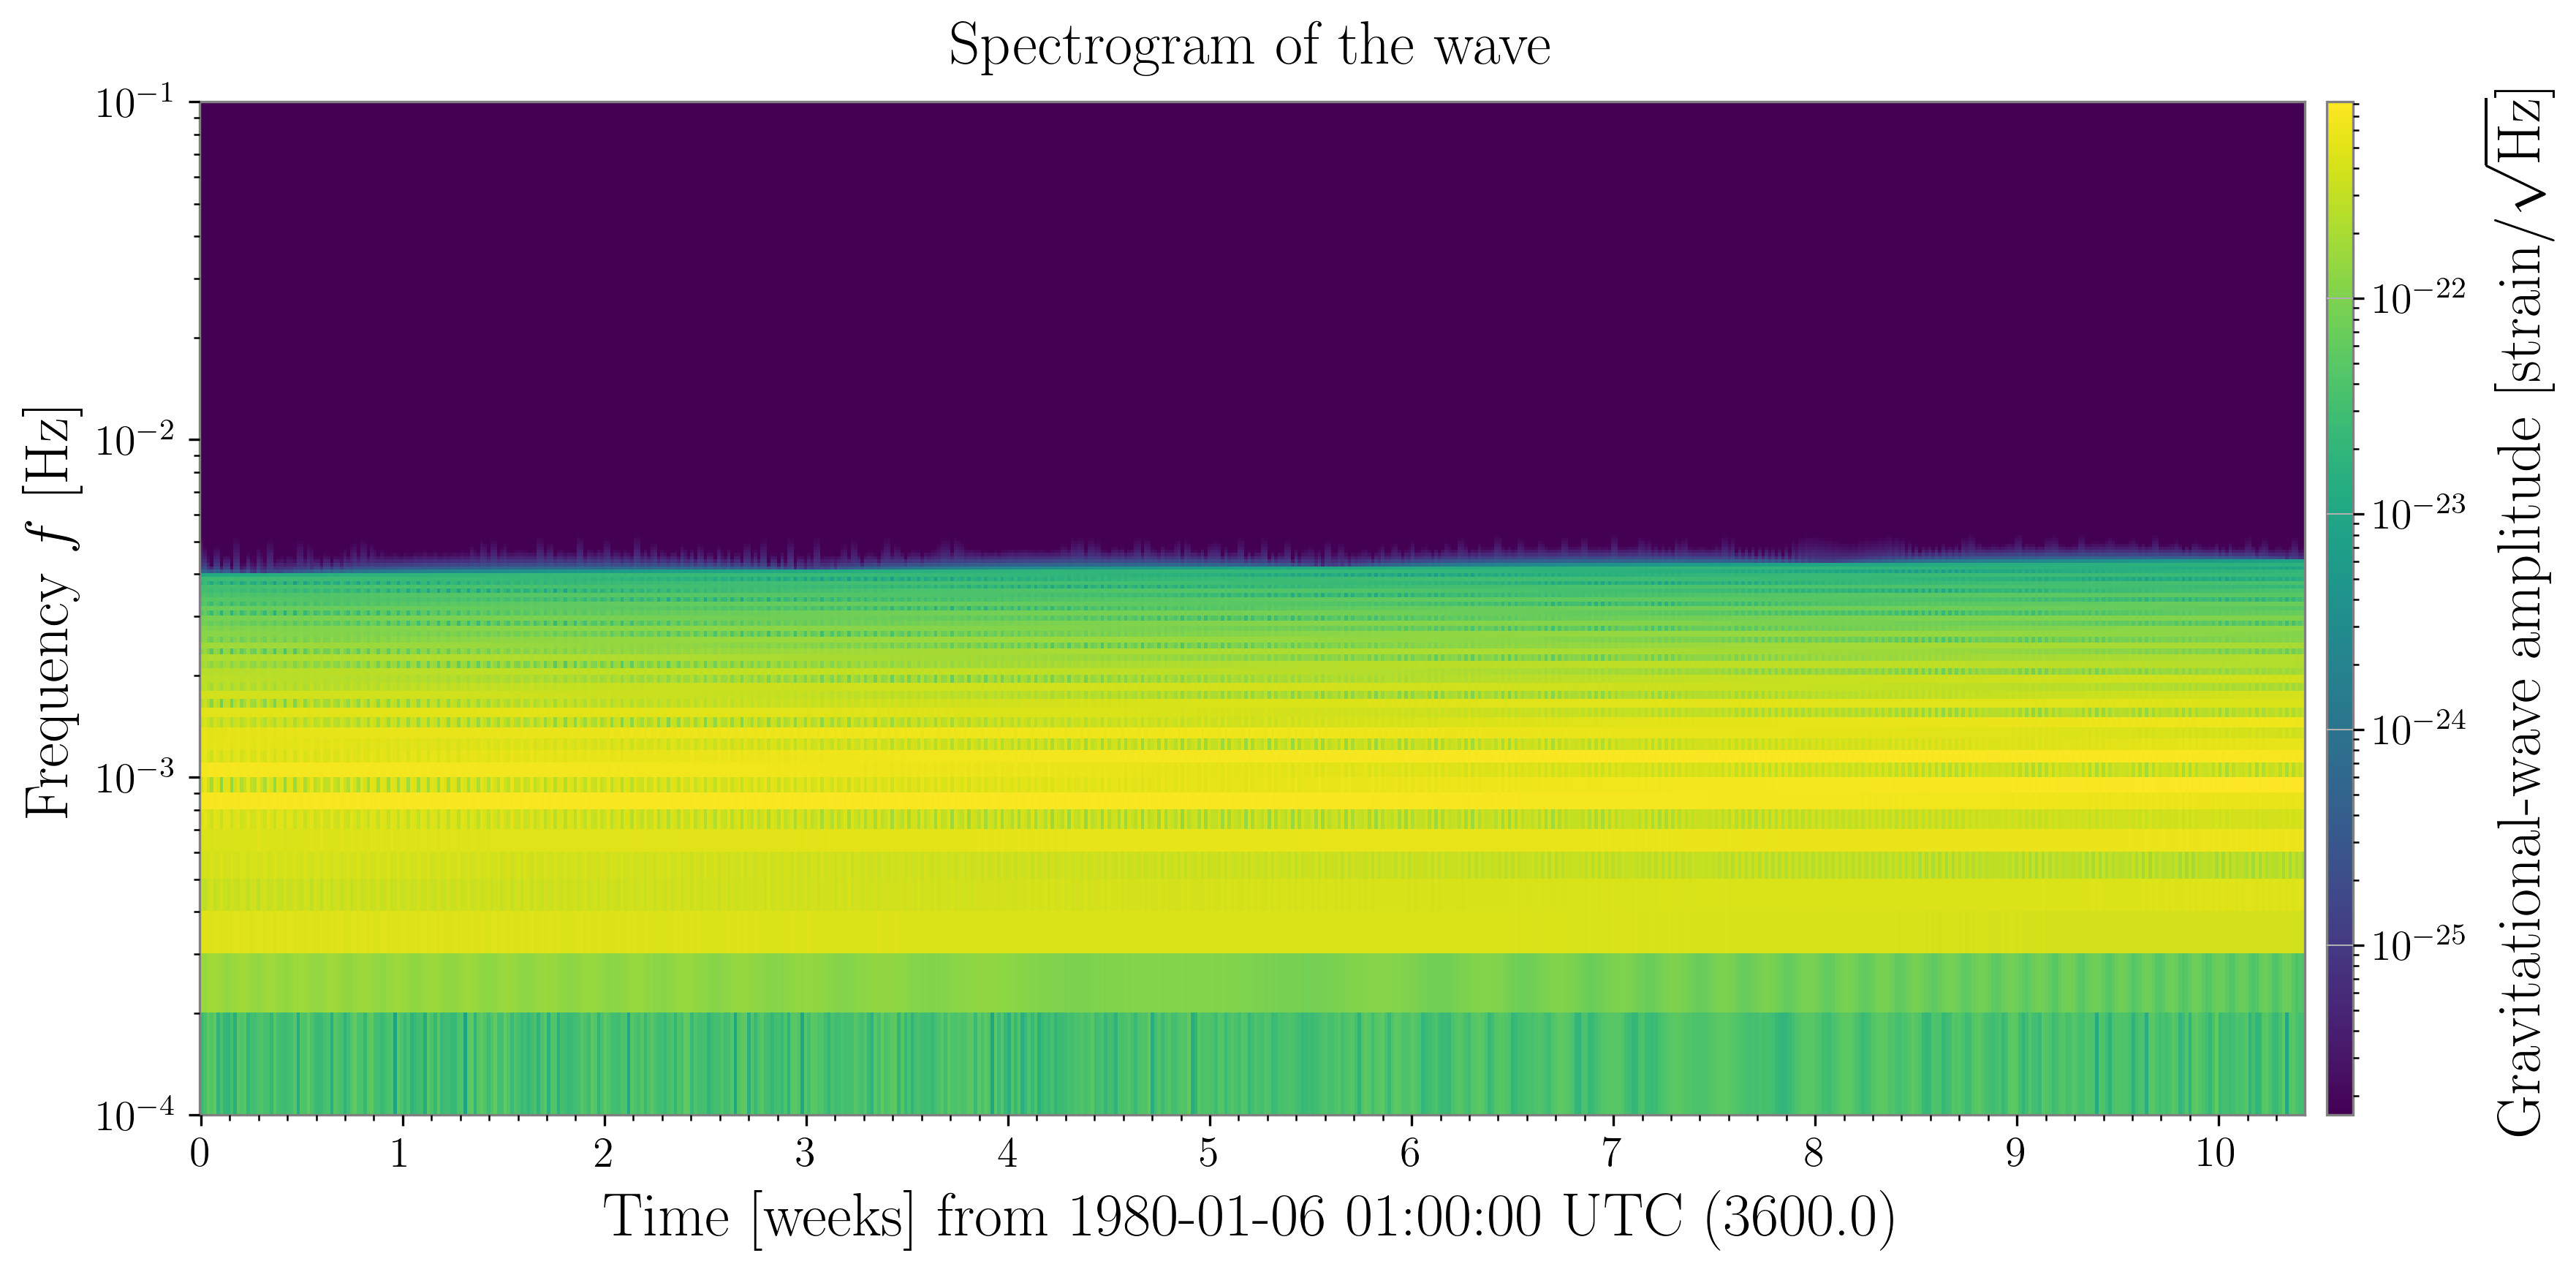 Spectrogram of the wave
Frequency f [Hz]
10⁻¹
10⁻²
10⁻³
10⁻⁴
0 1 2 3 4 5 6 7 8 9 10
Time [weeks] from 1980-01-06 01:00:00 UTC (3600.0)
10⁻²²
10⁻²³
10⁻²⁴
10⁻²⁵
Gravitational-wave amplitude [strain/√Hz]